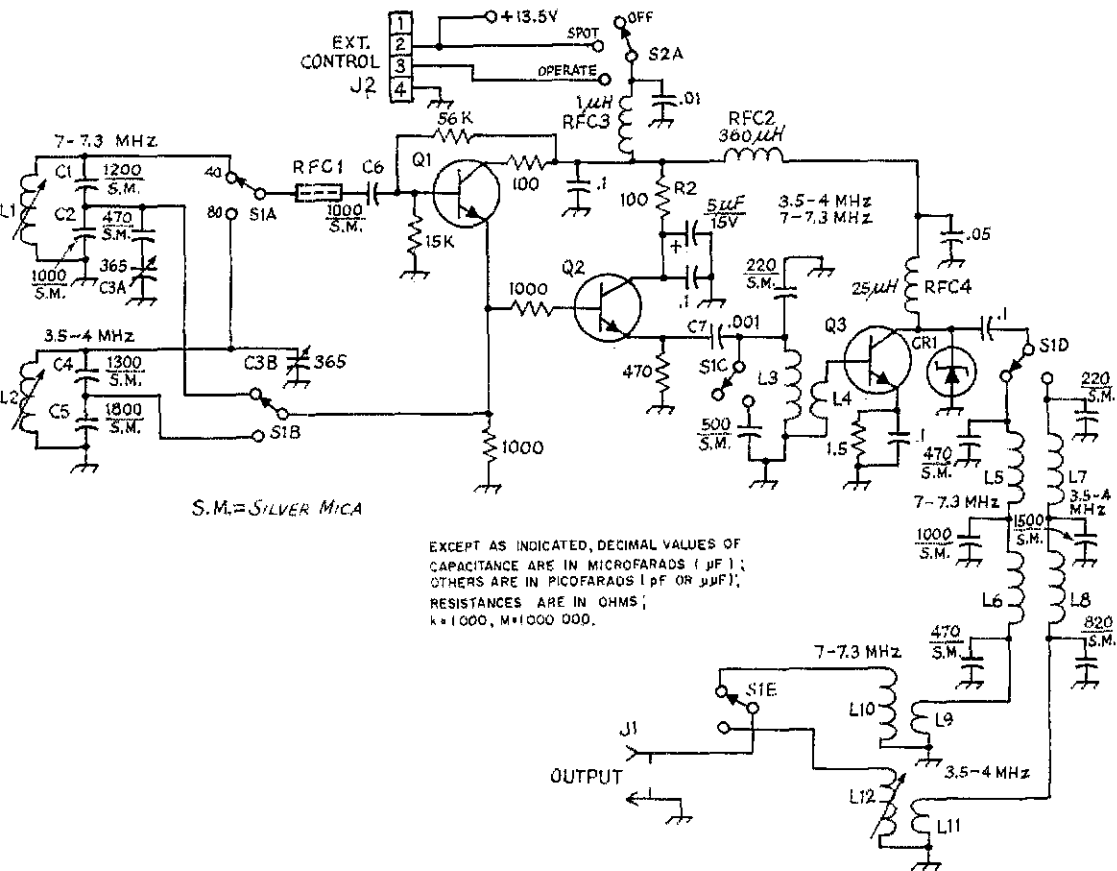 1
2
3
4
EXT.
CONTROL
J2
+13.5V
SPOT
OPERATE
OFF
S2A
.01
1µH
RFC3
RFC2
360µH
56K
Q1
100
.1
R2
100
5µF
15V
.1
3.5-4 MHz
7-7.3 MHz
.05
25µH
RFC4
7-7.3 MHz
C1
1200
S.M.
L1
C2
470
S.M.
1000
S.M.
365
C3A
40
80
S1A
RFC1
C6
1000
S.M.
15K
Q2
1000
220
S.M.
C7
.001
470
S1C
500
S.M.
L3
L4
Q3
1.5
.1
CR1
.1
S1D
3.5-4 MHz
C4
1300
S.M.
L2
C5
1800
S.M.
C3B
365
S1B
1000
220
S.M.
470
S.M.
L5
L7
7-7.3 MHz
3.5-4
MHz
1000
S.M.
1500
S.M.
L6
L8
470
S.M.
820
S.M.
S.M.=SILVER MICA
EXCEPT AS INDICATED, DECIMAL VALUES OF
CAPACITANCE ARE IN MICROFARADS ( µF ) ;
OTHERS ARE IN PICOFARADS ( pF OR µµF);
RESISTANCES ARE IN OHMS ;
k=1000, M=1000 000.
7-7.3 MHz
S1E
L10
L9
J1
OUTPUT
3.5-4 MHz
L12
L11